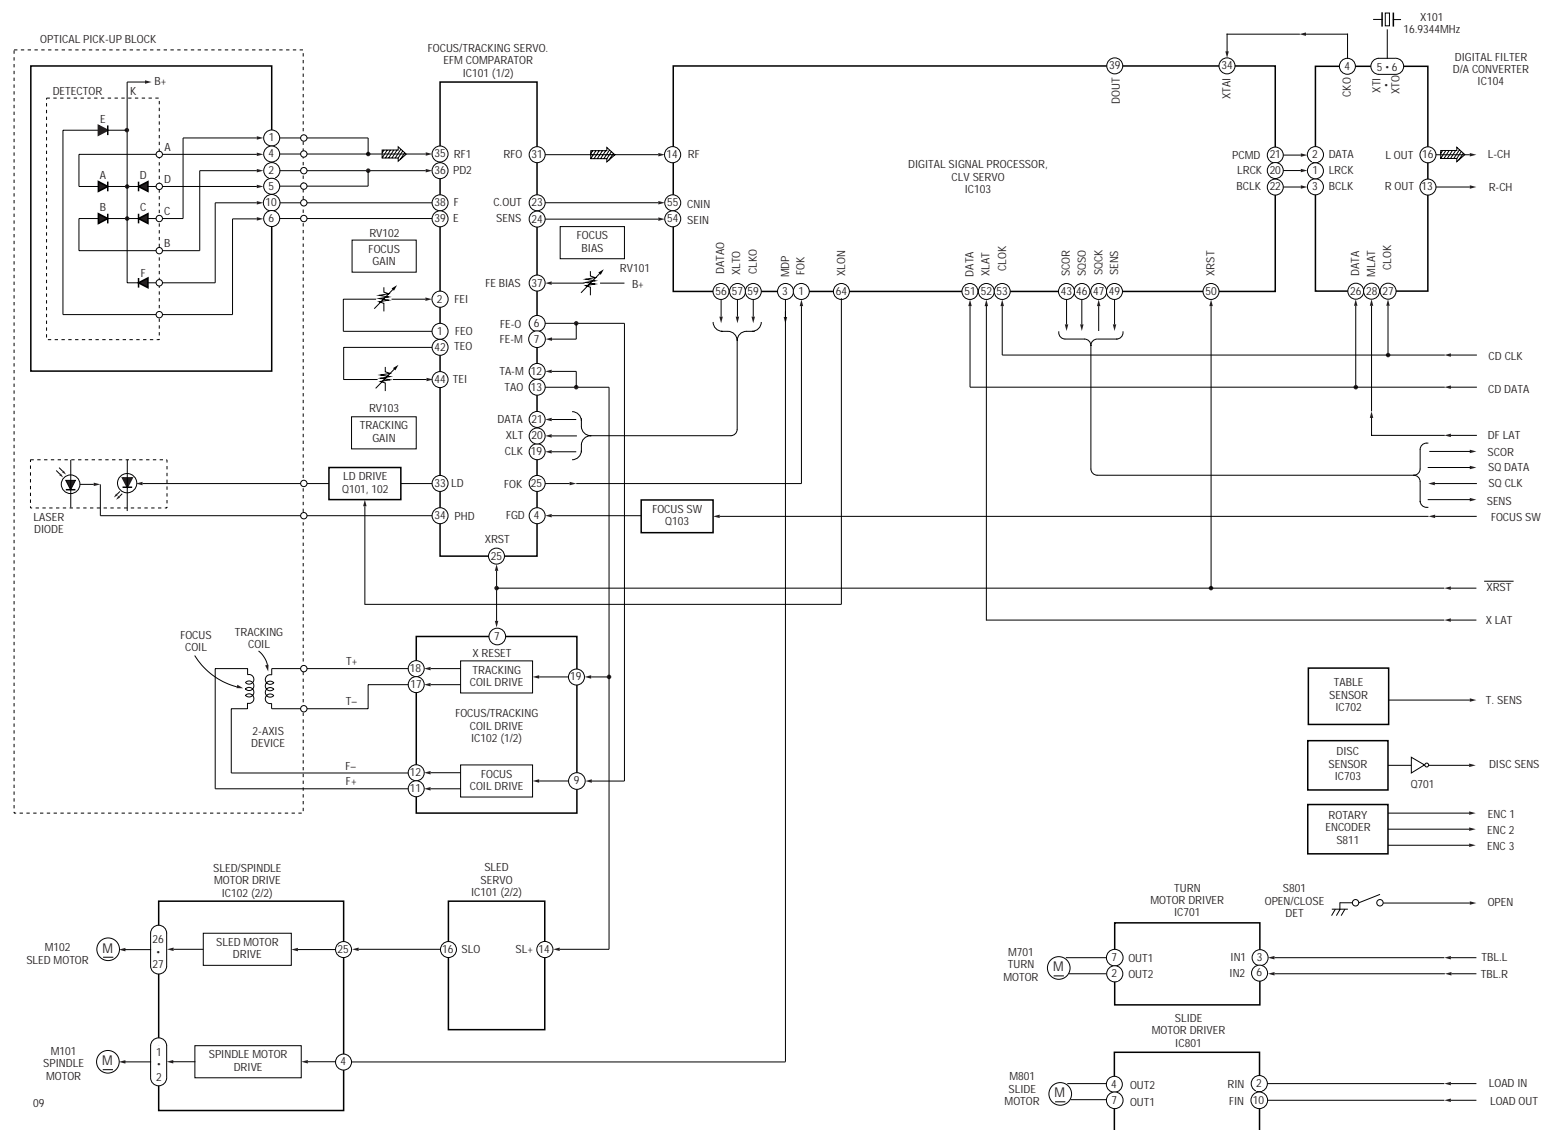 OPTICAL PICK-UP BLOCK
DETECTOR
K
B+
E
A
A
D
D
B
C
C
B
F
1
4
2
5
10
6
FOCUS/TRACKING SERVO.
EFM COMPARATOR
IC101 (1/2)
35 RF1
36 PD2
38 F
39 E
RFO 31
C.OUT 23
SENS 24
RV102
FOCUS
GAIN
FOCUS
BIAS
RV101
B+
FE BIAS 37
2 FEI
1 FEO
42 TEO
44 TEI
FE-O 6
FE-M 7
TA-M 12
TAO 13
RV103
TRACKING
GAIN
DATA 21
XLT 20
CLK 19
33 LD
FOK 25
34 PHD
FGD 4
XRST
25
LASER
DIODE
LD DRIVE
Q101, 102
FOCUS SW
Q103
X101
16.9344MHz
39
DOUT
34
XTAI
14 RF
55 CNIN
54 SEIN
DIGITAL SIGNAL PROCESSOR,
CLV SERVO
IC103
PCMD 21
LRCK 20
BCLK 22
DATAO
XLTO
CLKO
MDP
FOK
XLON
DATA
XLAT
CLOK
SCOR
SOSO
SQCK
SENS
XRST
56 57 59 3 1 64 51 52 53 43 46 47 49 50
DIGITAL FILTER
D/A CONVERTER
IC104
4
5 • 6
CKO
XTI
•
XTO
2 DATA
1 LRCK
3 BCLK
L OUT 16
R OUT 13
L-CH
R-CH
DATA
MLAT
CLOK
26 28 27
CD CLK
CD DATA
DF LAT
SCOR
SQ DATA
SQ CLK
SENS
FOCUS SW
XRST
X LAT
FOCUS
COIL
TRACKING
COIL
2-AXIS
DEVICE
T+
T–
F–
F+
7
X RESET
18
17
TRACKING
COIL DRIVE
19
FOCUS/TRACKING
COIL DRIVE
IC102 (1/2)
12
11
FOCUS
COIL DRIVE
9
TABLE
SENSOR
IC702
T. SENS
DISC
SENSOR
IC703
Q701
DISC SENS
ROTARY
ENCODER
S811
ENC 1
ENC 2
ENC 3
SLED/SPINDLE
MOTOR DRIVE
IC102 (2/2)
M102
SLED MOTOR
M
26
•
27
SLED MOTOR
DRIVE
25
M101
SPINDLE
MOTOR
M
1
•
2
SPINDLE MOTOR
DRIVE
4
SLED
SERVO
IC101 (2/2)
16 SLO
SL+ 14
TURN
MOTOR DRIVER
IC701
S801
OPEN/CLOSE
DET
OPEN
M701
TURN
MOTOR
M
7 OUT1
2 OUT2
IN1 3
IN2 6
TBL.L
TBL.R
SLIDE
MOTOR DRIVER
IC801
M801
SLIDE
MOTOR
M
4 OUT2
7 OUT1
RIN 2
FIN 10
LOAD IN
LOAD OUT
09